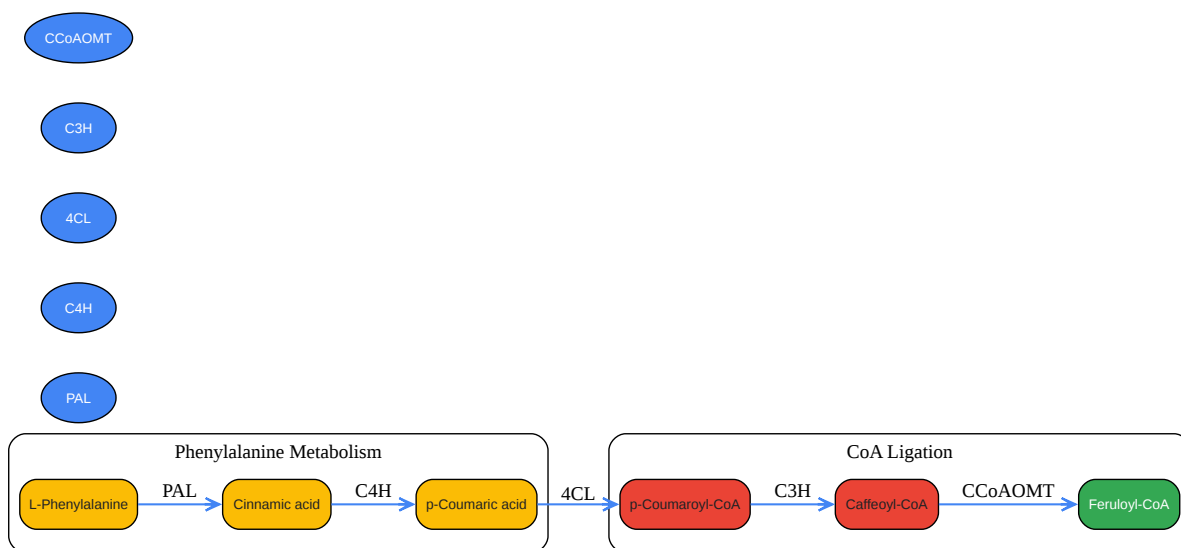 CCoAOMT
C3H
4CL
C4H
PAL
Phenylalanine Metabolism
CoA Ligation
L-Phenylalanine
PAL
Cinnamic acid
C4H
p-Coumaric acid
4CL
p-Coumaroyl-CoA
C3H
Caffeoyl-CoA
CCoAOMT
Feruloyl-CoA